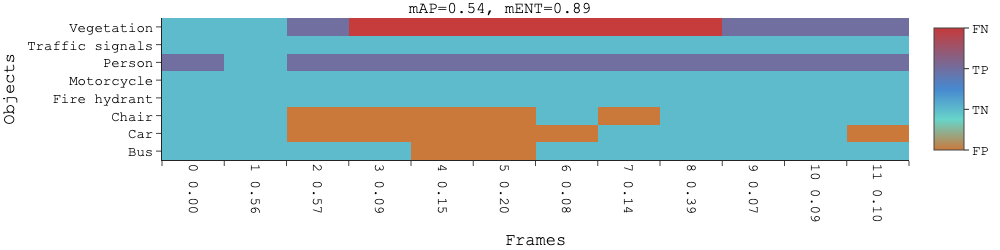 mAP=0.54, mENT=0.89
Objects
Vegetation
Traffic signals
Person
Motorcycle
Fire hydrant
Chair
Car
Bus
0 0.00
1 0.56
2 0.57
3 0.09
4 0.15
5 0.20
6 0.08
7 0.14
8 0.39
9 0.07
10 0.09
11 0.10
Frames
FN
TP
TN
FP